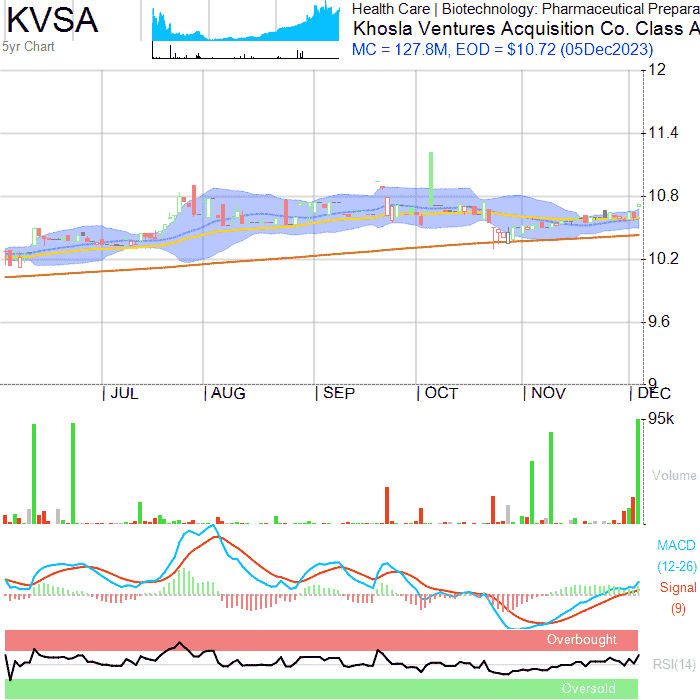 KVSA
5yr Chart
Health Care | Biotechnology: Pharmaceutical Prepara
Khosla Ventures Acquisition Co. Class A
MC = 127.8M, EOD = $10.72 (05Dec2023)
12
11.4
10.8
10.2
9.6
9
JUL AUG SEP OCT NOV DEC
95k
Volume
MACD
(12-26)
Signal
(9)
Overbought
RSI(14)
Oversold